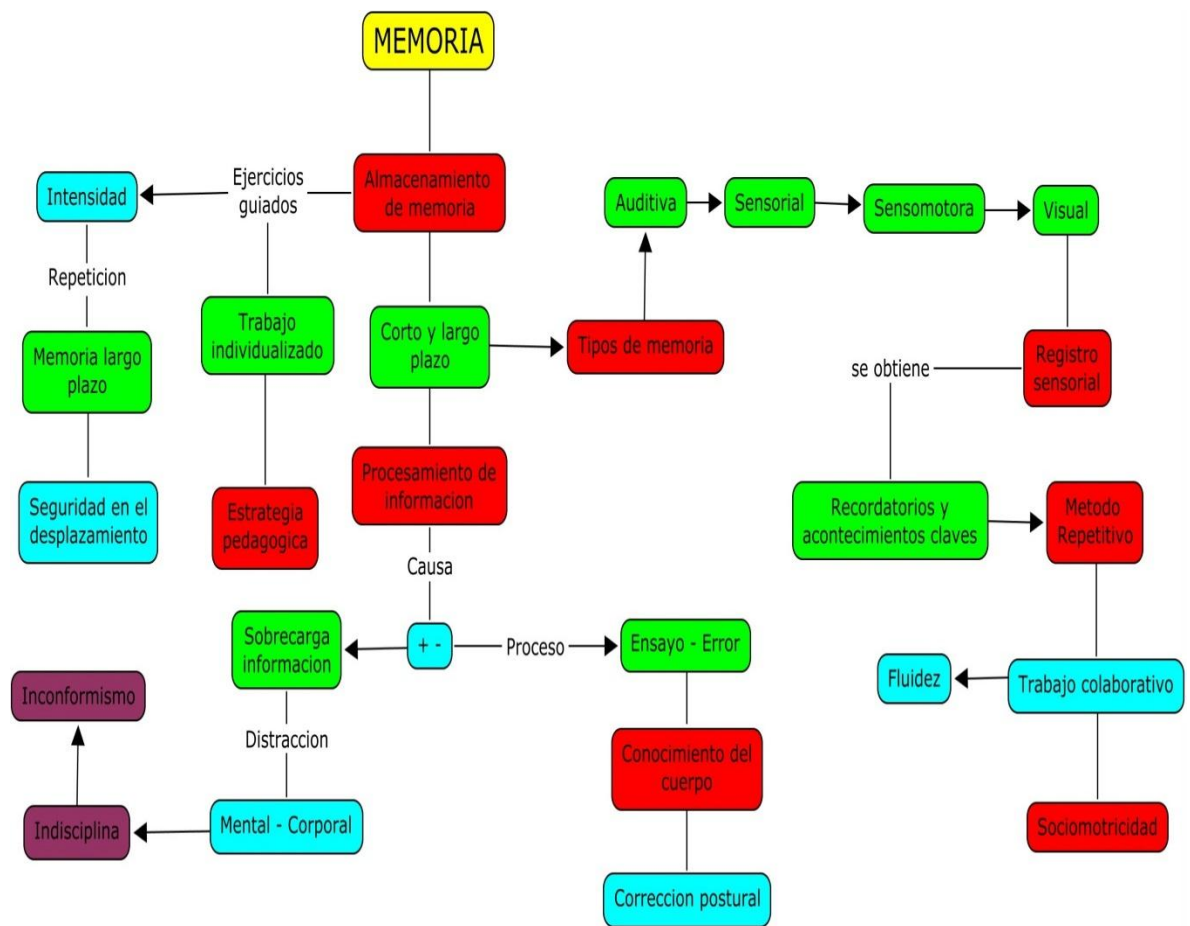 MEMORIA
Almacenamiento
de memoria
Ejercicios
guiados
Intensidad
Repeticion
Memoria largo
plazo
Seguridad en el
desplazamiento
Trabajo
individualizado
Estrategia
pedagogica
Corto y largo
plazo
Tipos de memoria
Auditiva
Sensorial
Sensomotora
Visual
Registro
sensorial
se obtiene
Recordatorios y
acontecimientos claves
Metodo
Repetitivo
Trabajo colaborativo
Fluidez
Sociomotricidad
Procesamiento de
informacion
Causa
+ -
Sobrecarga
informacion
Distraccion
Mental - Corporal
Indisciplina
Inconformismo
Proceso
Ensayo - Error
Conocimiento del
cuerpo
Correccion postural